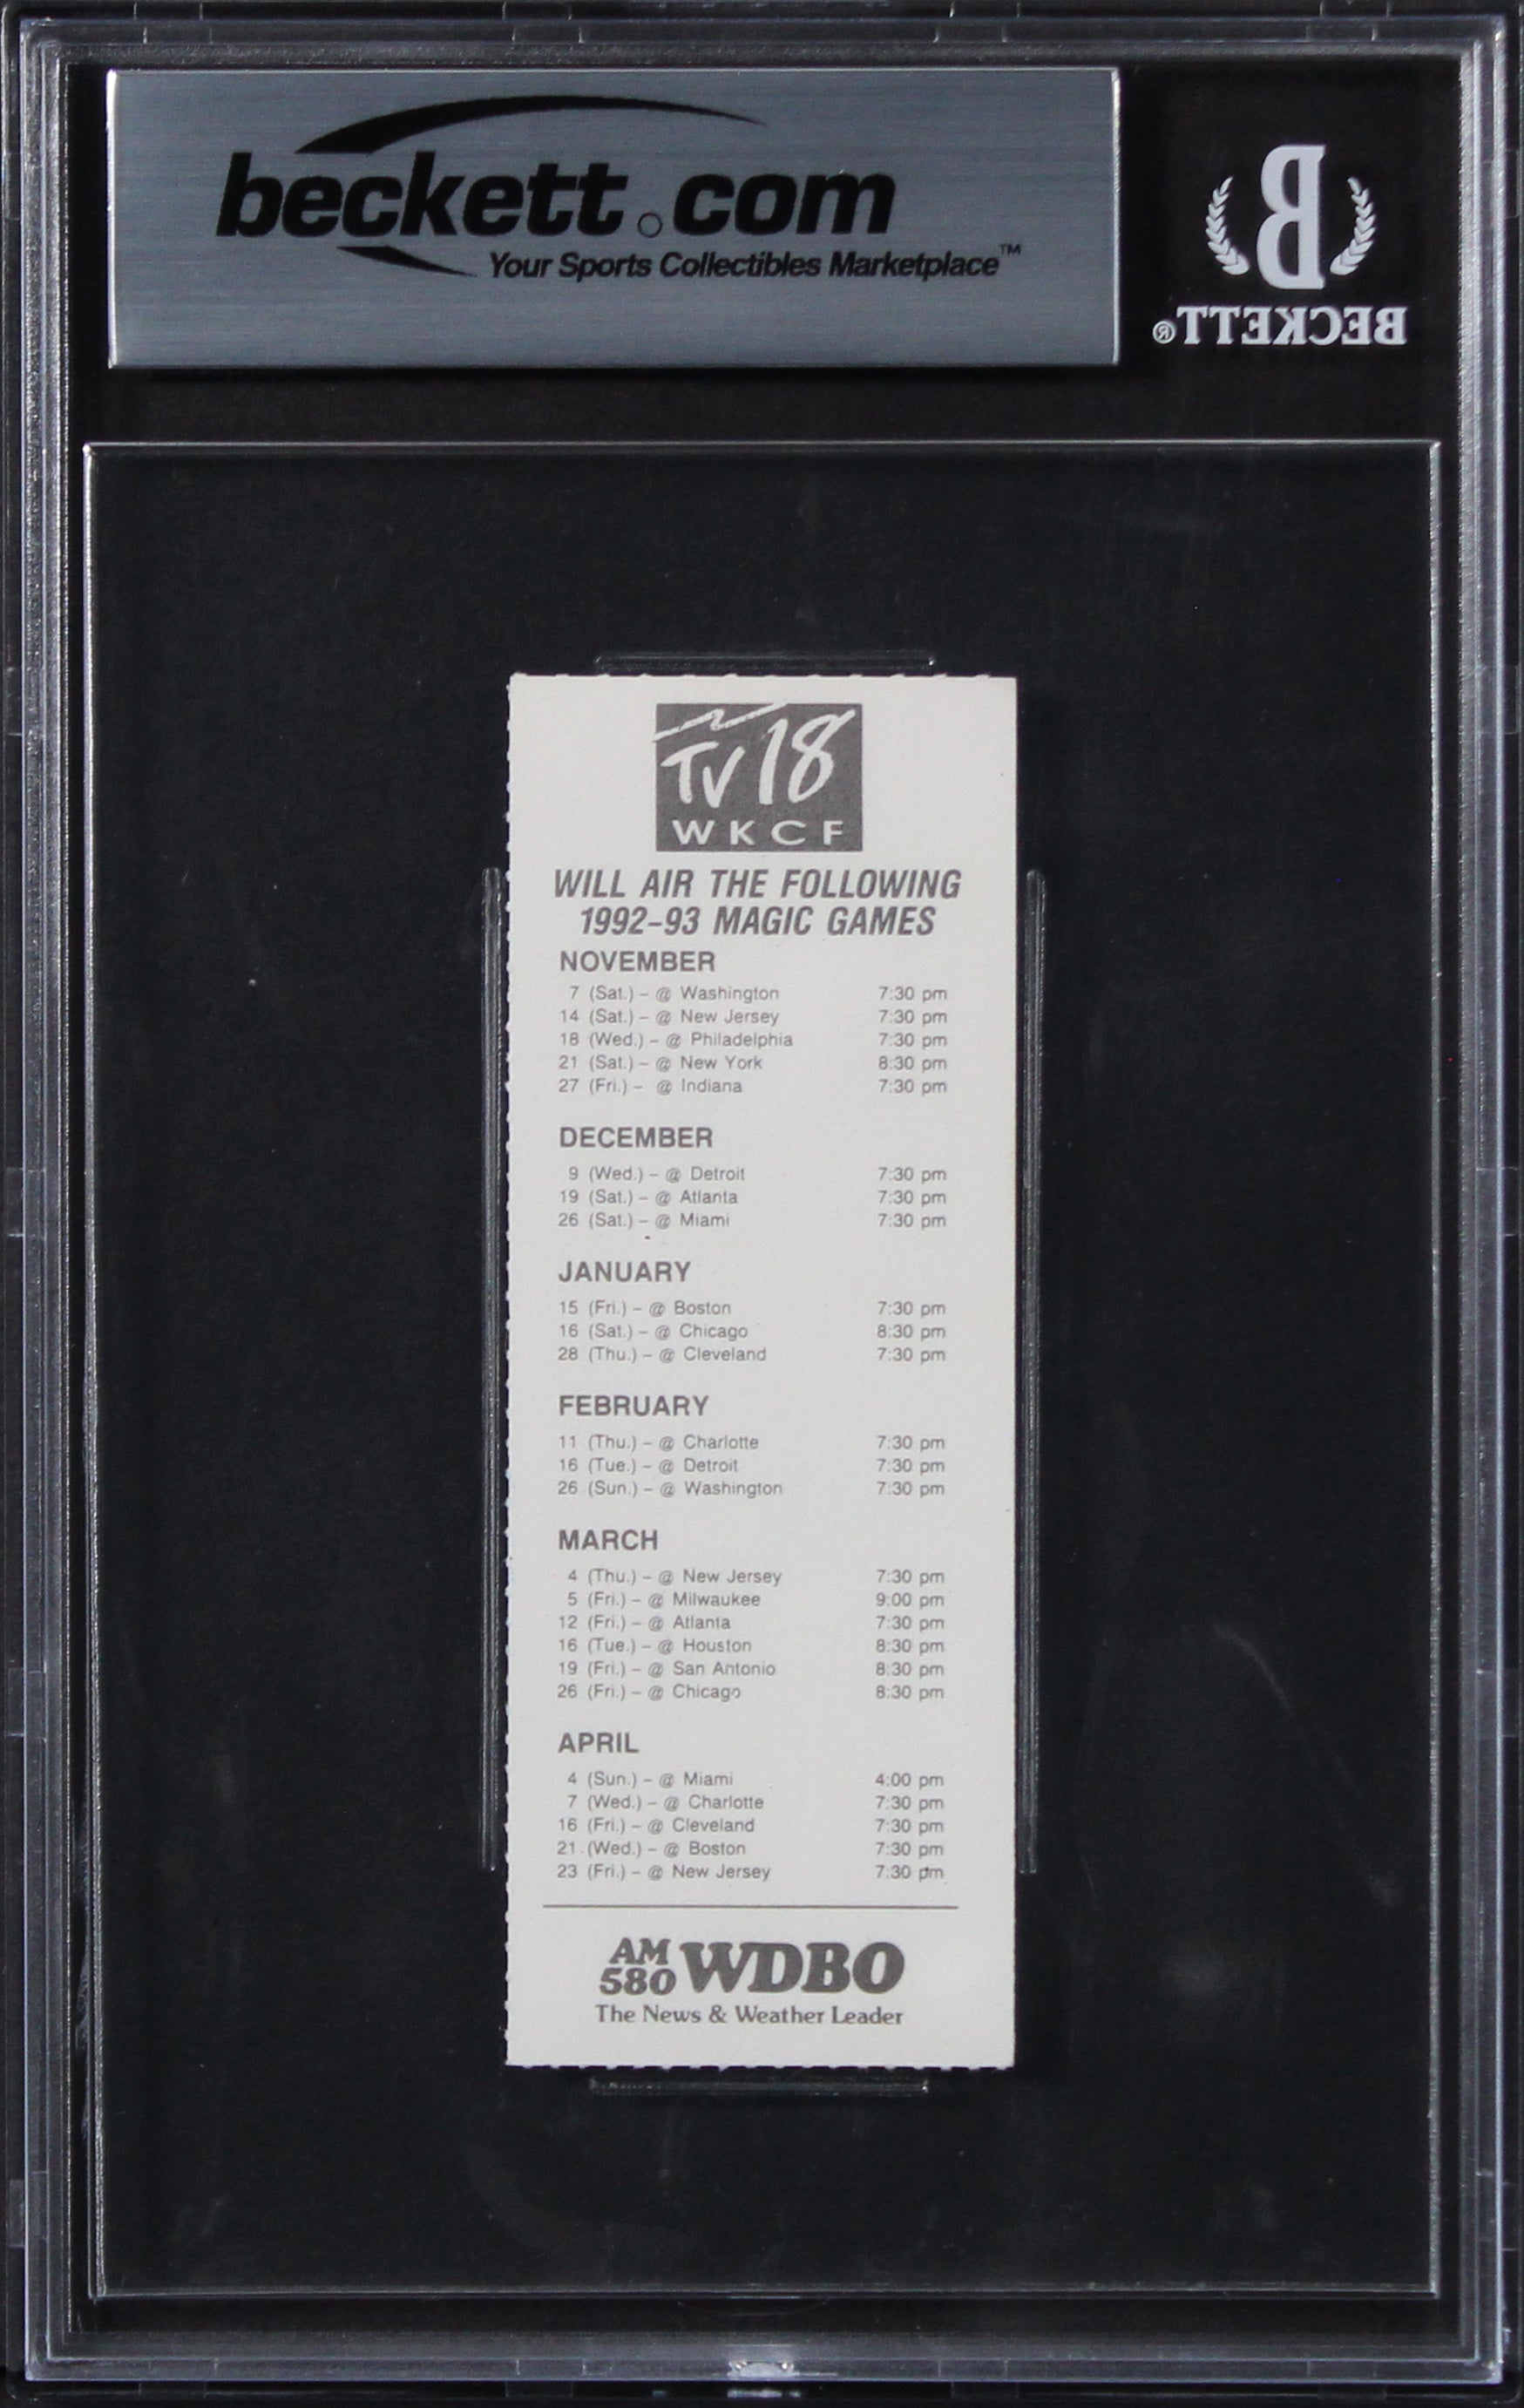 beckett.com
Your Sports Collectibles Marketplace™
B
BECKETT®
TV18
WKCF
WILL AIR THE FOLLOWING
1992-93 MAGIC GAMES
NOVEMBER
7 (Sat.) - @ Washington 7:30 pm
14 (Sat.) - @ New Jersey 7:30 pm
18 (Wed.) - @ Philadelphia 7:30 pm
21 (Sat.) - @ New York 8:30 pm
27 (Fri.) - @ Indiana 7:30 pm
DECEMBER
9 (Wed.) - @ Detroit 7:30 pm
19 (Sat.) - @ Atlanta 7:30 pm
26 (Sat.) - @ Miami 7:30 pm
JANUARY
15 (Fri.) - @ Boston 7:30 pm
16 (Sat.) - @ Chicago 8:30 pm
28 (Thu.) - @ Cleveland 7:30 pm
FEBRUARY
11 (Thu.) - @ Charlotte 7:30 pm
16 (Tue.) - @ Detroit 7:30 pm
26 (Sun.) - @ Washington 7:30 pm
MARCH
4 (Thu.) - @ New Jersey 7:30 pm
5 (Fri.) - @ Milwaukee 9:00 pm
12 (Fri.) - @ Atlanta 7:30 pm
16 (Tue.) - @ Houston 8:30 pm
19 (Fri.) - @ San Antonio 8:30 pm
26 (Fri.) - @ Chicago 8:30 pm
APRIL
4 (Sun.) - @ Miami 4:00 pm
7 (Wed.) - @ Charlotte 7:30 pm
16 (Fri.) - @ Cleveland 7:30 pm
21 (Wed.) - @ Boston 7:30 pm
23 (Fri.) - @ New Jersey 7:30 pm
AM 580 WDBO
The News & Weather Leader